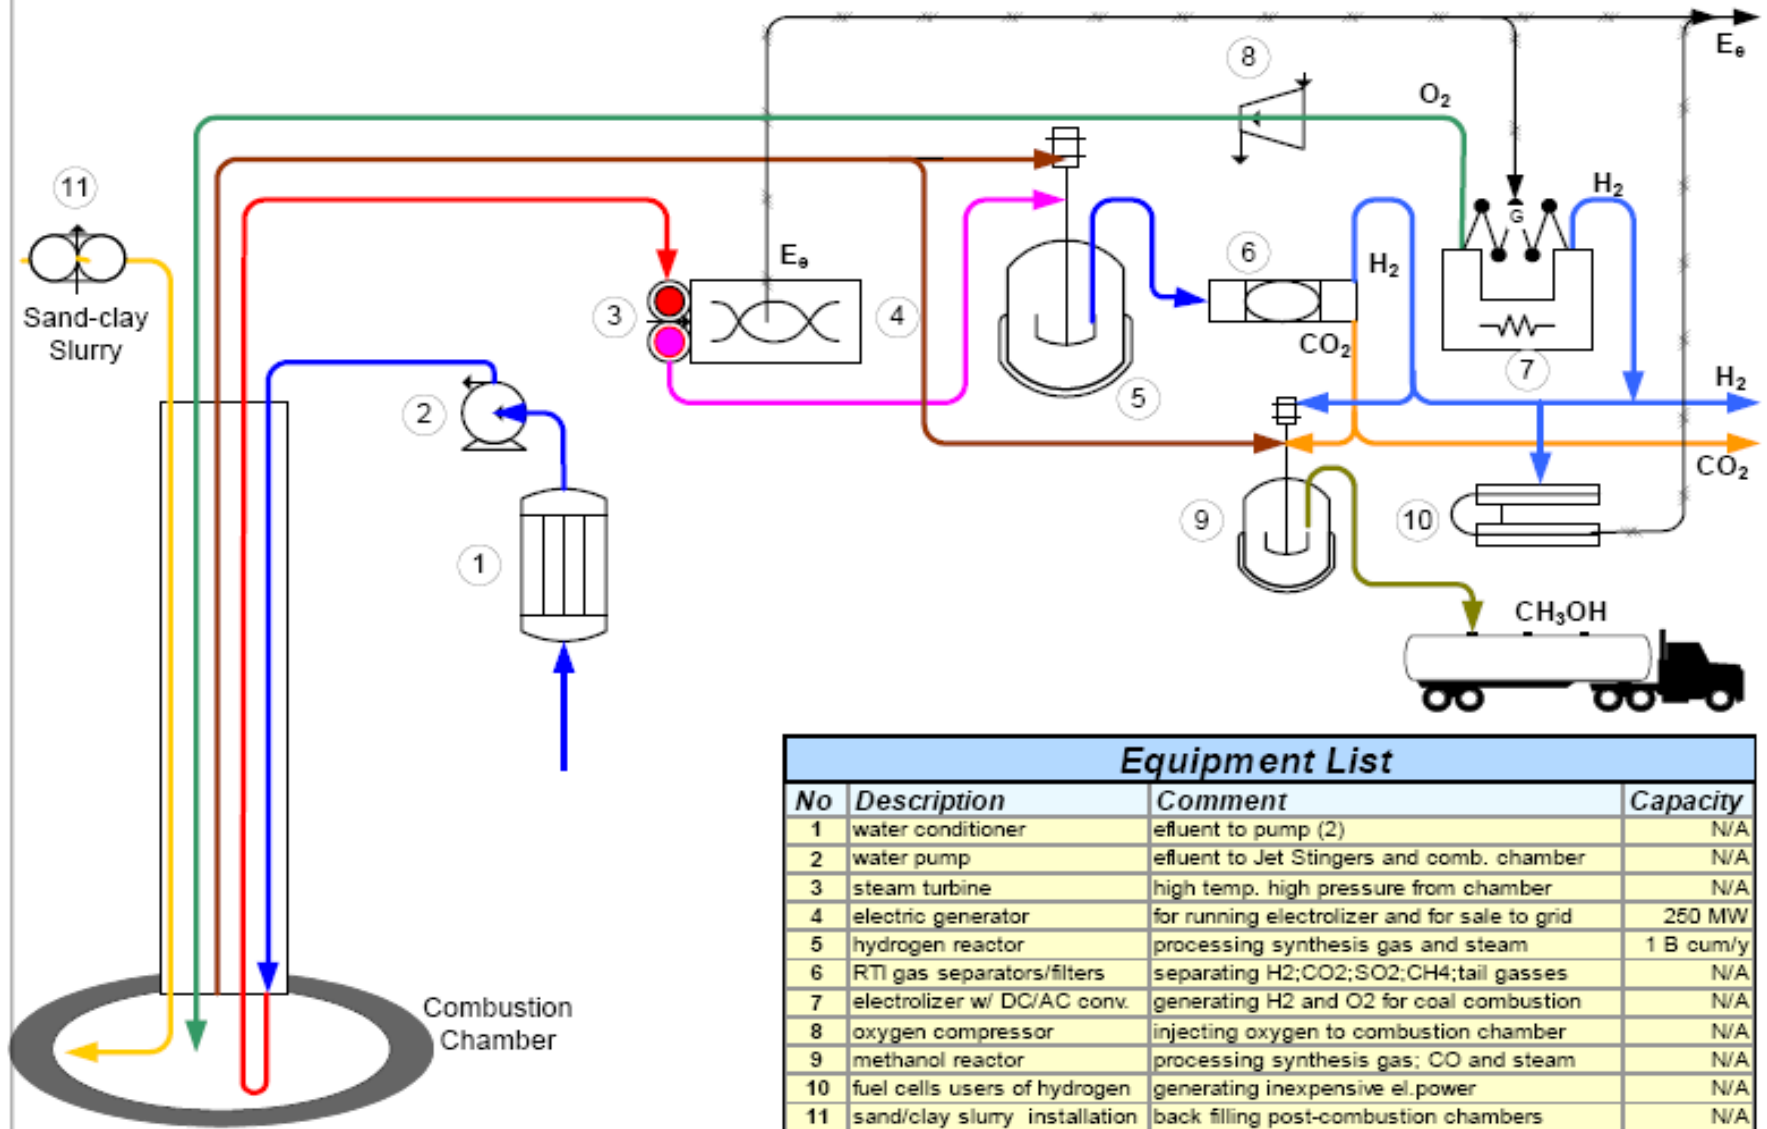 8
E_e
O₂
11
H₂
G
6
E_e
H₂
3
4
Sand-clay
Slurry
CO₂
7
H₂
5
2
CO₂
9
10
1
CH₃OH
Combustion
Chamber
Equipment List
No Description Comment Capacity
1 water conditioner efluent to pump (2) N/A
2 water pump efluent to Jet Stingers and comb. chamber N/A
3 steam turbine high temp. high pressure from chamber N/A
4 electric generator for running electrolizer and for sale to grid 250 MW
5 hydrogen reactor processing synthesis gas and steam 1 B cum/y
6 RTI gas separators/filters separating H2;CO2;SO2;CH4;tail gasses N/A
7 electrolizer w/ DC/AC conv. generating H2 and O2 for coal combustion N/A
8 oxygen compressor injecting oxygen to combustion chamber N/A
9 methanol reactor processing synthesis gas; CO and steam N/A
10 fuel cells users of hydrogen generating inexpensive el.power N/A
11 sand/clay slurry installation back filling post-combustion chambers N/A